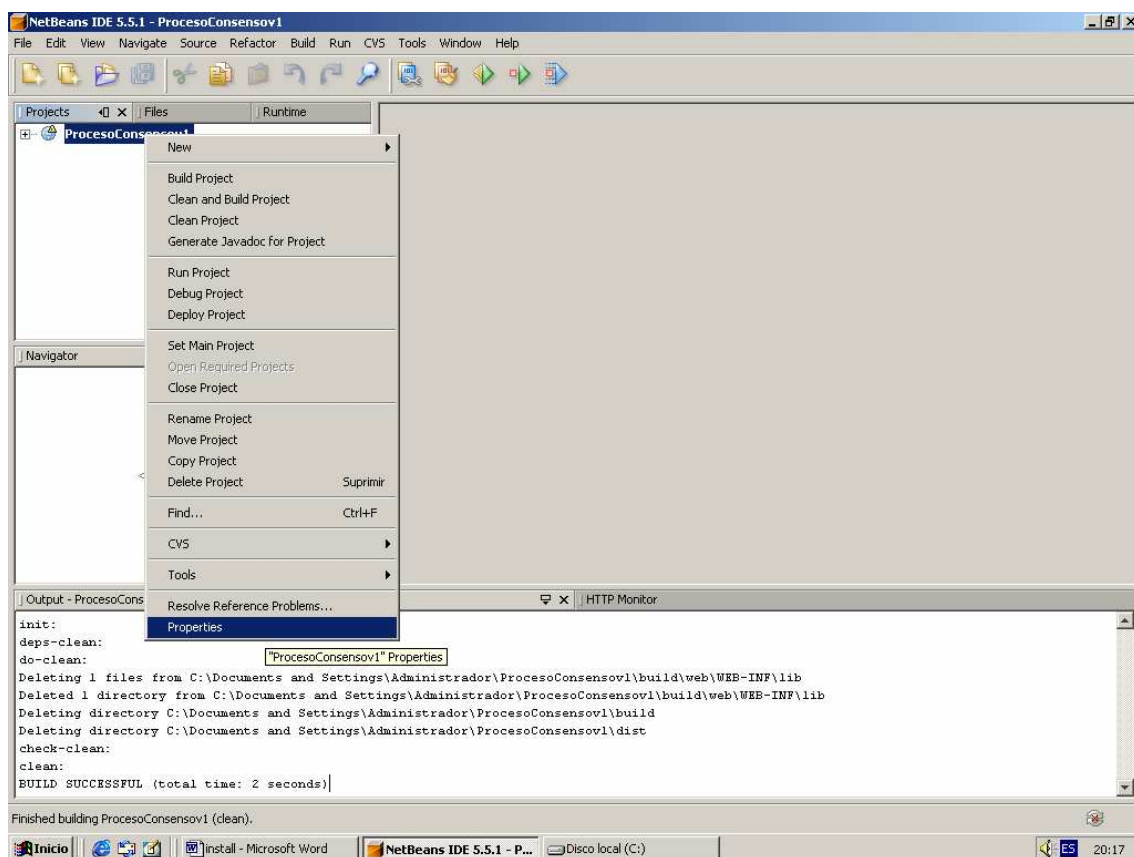 NetBeans IDE 5.5.1 - ProcesoConsensov1
File Edit View Navigate Source Refactor Build Run CVS Tools Window Help
Projects Files Runtime
ProcesoConsensov1
New
Build Project
Clean and Build Project
Clean Project
Generate Javadoc for Project
Run Project
Debug Project
Deploy Project
Set Main Project
Open Required Projects
Close Project
Rename Project
Move Project
Copy Project
Delete Project Suprimir
Find... Ctrl+F
CVS
Tools
Resolve Reference Problems...
Properties
"ProcesoConsensov1" Properties
Navigator
<
Output - ProcesoCons
HTTP Monitor
init:
deps-clean:
do-clean:
Deleting 1 files from C:\Documents and Settings\Administrador\ProcesoConsensov1\build\web\WEB-INF\lib
Deleted 1 directory from C:\Documents and Settings\Administrador\ProcesoConsensov1\build\web\WEB-INF\lib
Deleting directory C:\Documents and Settings\Administrador\ProcesoConsensov1\build
Deleting directory C:\Documents and Settings\Administrador\ProcesoConsensov1\dist
check-clean:
clean:
BUILD SUCCESSFUL (total time: 2 seconds)
Finished building ProcesoConsensov1 (clean).
Inicio install - Microsoft Word NetBeans IDE 5.5.1 - P... Disco local (C:) ES 20:17